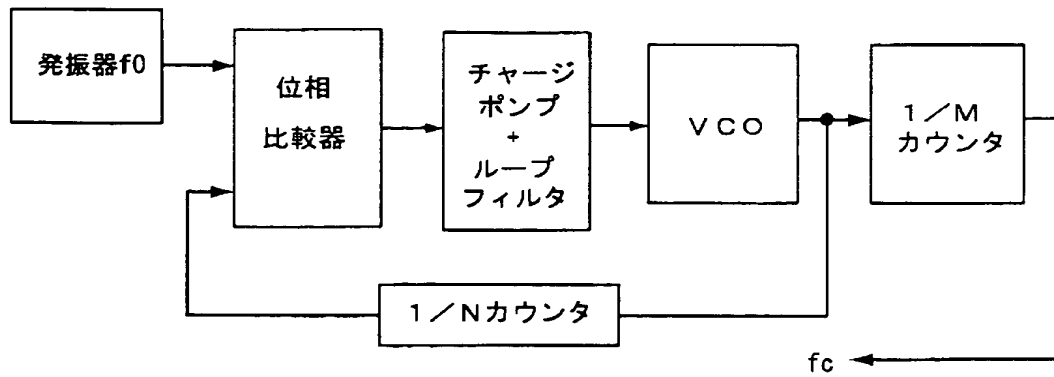 発振器f0
位相
比較器
チャージ
ポンプ
+
ループ
フィルタ
VCO
1/M
カウンタ
1/Nカウンタ
fc